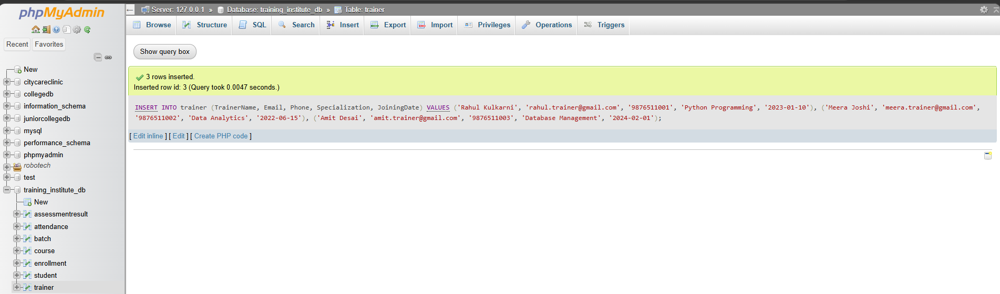 phpMyAdmin
Recent Favorites
New
citycareclinic
collegedb
information_schema
juniorcollegedb
mysql
performance_schema
phpmyadmin
robotech
test
training_institute_db
New
assessmentresult
attendance
batch
course
enrollment
student
trainer
Server: 127.0.0.1 » Database: training_institute_db » Table: trainer
Browse Structure SQL Search Insert Export Import Privileges Operations Triggers
Show query box
3 rows inserted.
Inserted row id: 3 (Query took 0.0047 seconds.)
INSERT INTO trainer (TrainerName, Email, Phone, Specialization, JoiningDate) VALUES ('Rahul Kulkarni', 'rahul.trainer@gmail.com', '9876511001', 'Python Programming', '2023-01-10'), ('Meera Joshi', 'meera.trainer@gmail.com',
'9876511002', 'Data Analytics', '2022-06-15'), ('Amit Desai', 'amit.trainer@gmail.com', '9876511003', 'Database Management', '2024-02-01');
[ Edit inline ] [ Edit ] [ Create PHP code ]